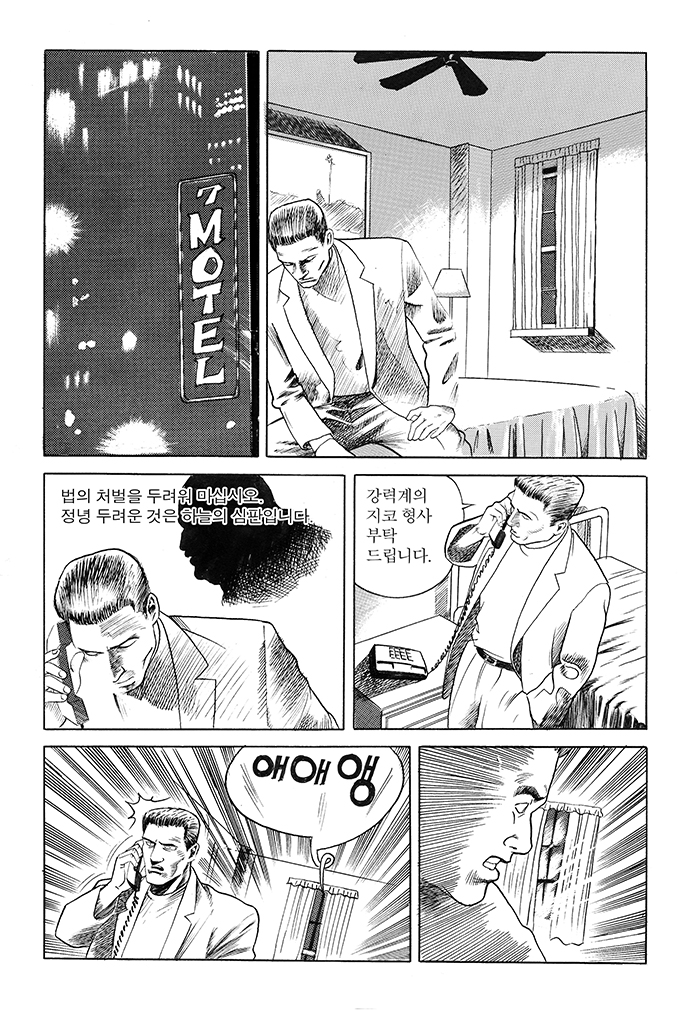 7 MOTEL
법의 처벌을 두려워 마십시오.
정녕 두려운 것은 하늘의 심판입니다
강력계의
지코 형사
부탁
드립니다.
애애앵